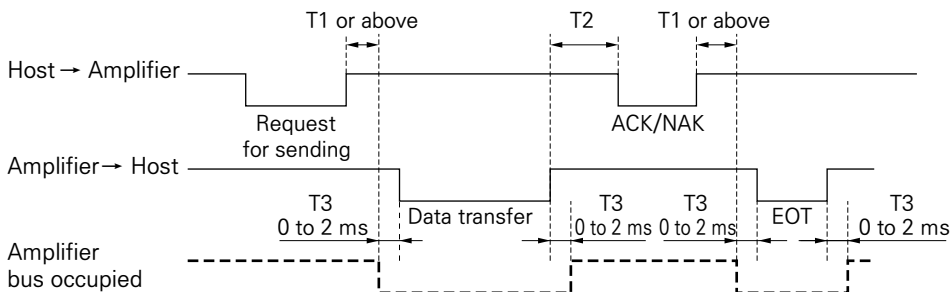 T1 or above
T2
T1 or above
Host → Amplifier
Request
for sending
ACK/NAK
Amplifier → Host
Data transfer
EOT
T3
0 to 2 ms
T3
0 to 2 ms
T3
0 to 2 ms
T3
0 to 2 ms
Amplifier
bus occupied